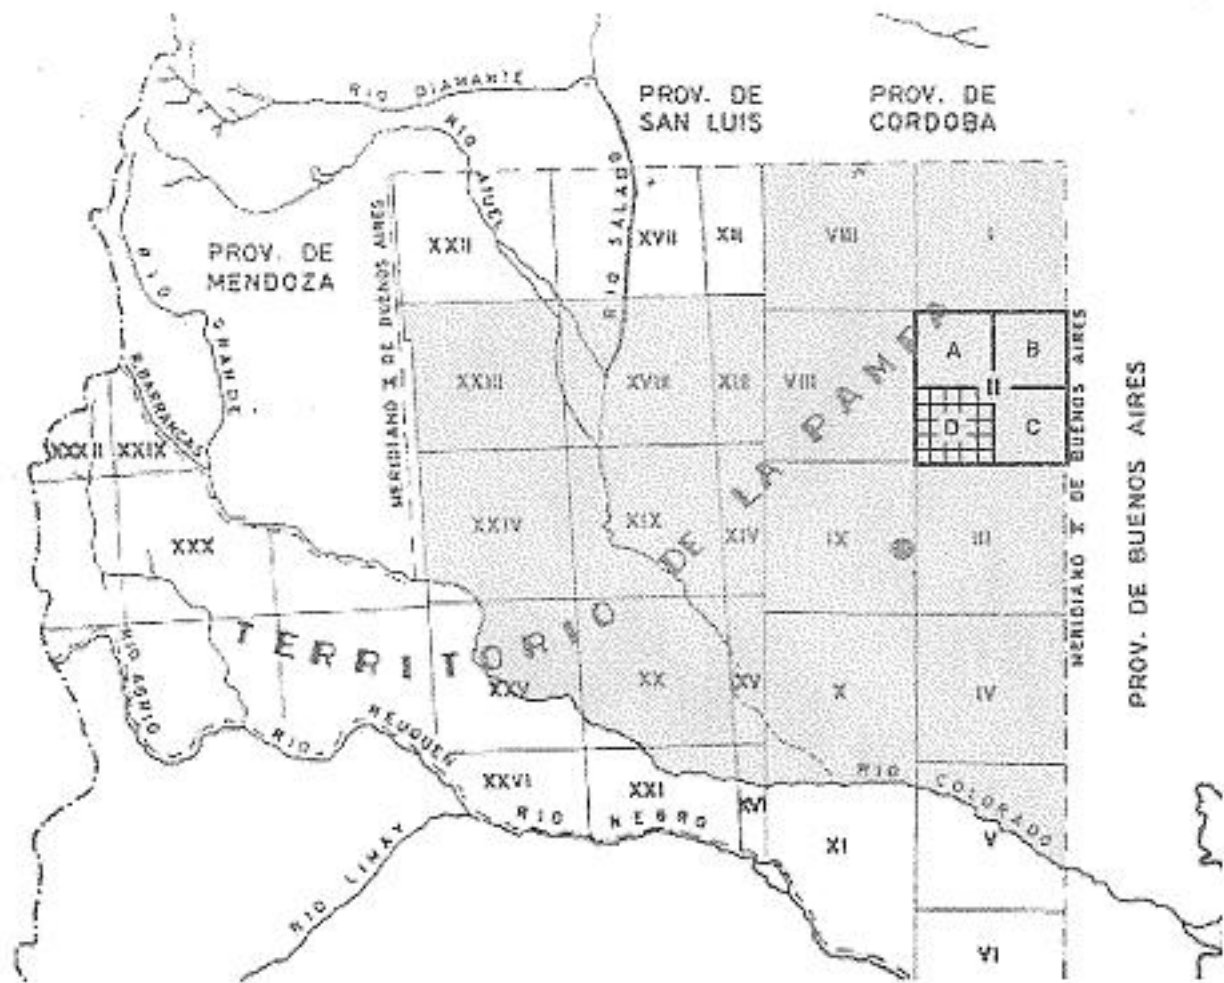 RIO DIAMANTE
PROV. DE
SAN LUIS
PROV. DE
CORDOBA
RIO ATUEL
RIO SALADO
PROV. DE
MENDOZA
RIO GRANDE
R. BARRANCAS
MERIDIANO X DE BUENOS AIRES
XXII
XVII
XII
VIII
I
XXIII
XVIII
XIII
VIII
A
B
II
D
C
XXXII
XXIX
XXX
XXIV
XIX
XIV
IX
III
TERRITORIO DE LA PAMPA
MERIDIANO V DE BUENOS AIRES
PROV. DE BUENOS AIRES
XXV
XX
XV
X
IV
RIO AGRIO
RIO NEUQUEN
XXVI
XXI
XVI
XI
V
VI
RIO COLORADO
RIO NEGRO
RIO LIMAY